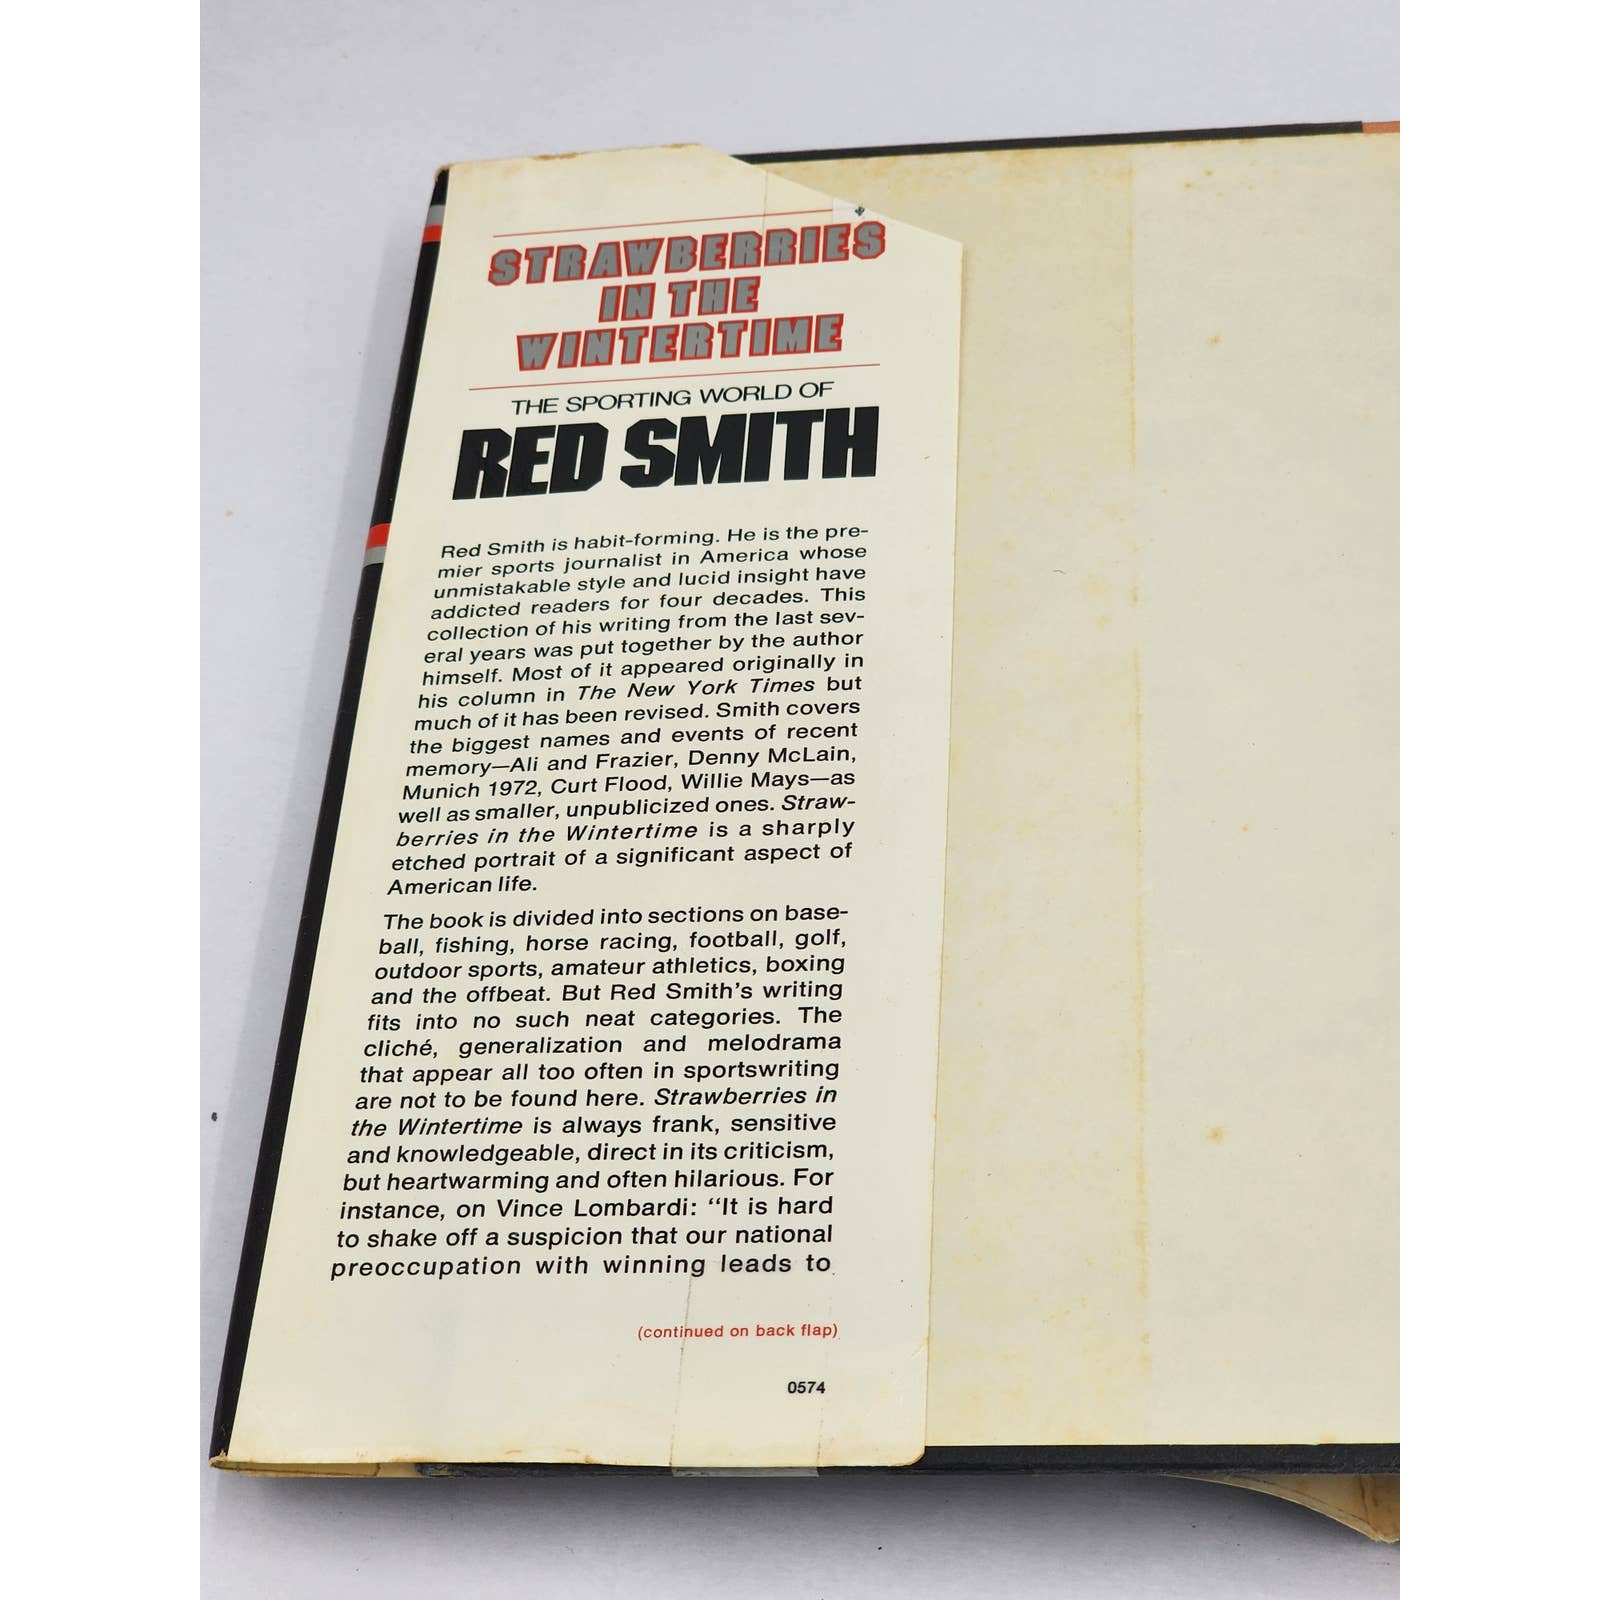 STRAWBERRIES
IN THE
WINTERTIME
THE SPORTING WORLD OF
RED SMITH
Red Smith is habit-forming. He is the pre-
mier sports journalist in America whose
unmistakable style and lucid insight have
addicted readers for four decades. This
collection of his writing from the last sev-
eral years was put together by the author
himself. Most of it appeared originally in
his column in The New York Times but
much of it has been revised. Smith covers
the biggest names and events of recent
memory—Ali and Frazier, Denny McLain,
Munich 1972, Curt Flood, Willie Mays—as
well as smaller, unpublicized ones. Straw-
berries in the Wintertime is a sharply
etched portrait of a significant aspect of
American life.
The book is divided into sections on base-
ball, fishing, horse racing, football, golf,
outdoor sports, amateur athletics, boxing
and the offbeat. But Red Smith's writing
fits into no such neat categories. The
cliché, generalization and melodrama
that appear all too often in sportswriting
are not to be found here. Strawberries in
the Wintertime is always frank, sensitive
and knowledgeable, direct in its criticism,
but heartwarming and often hilarious. For
instance, on Vince Lombardi: “It is hard
to shake off a suspicion that our national
preoccupation with winning leads to
(continued on back flap)
0574